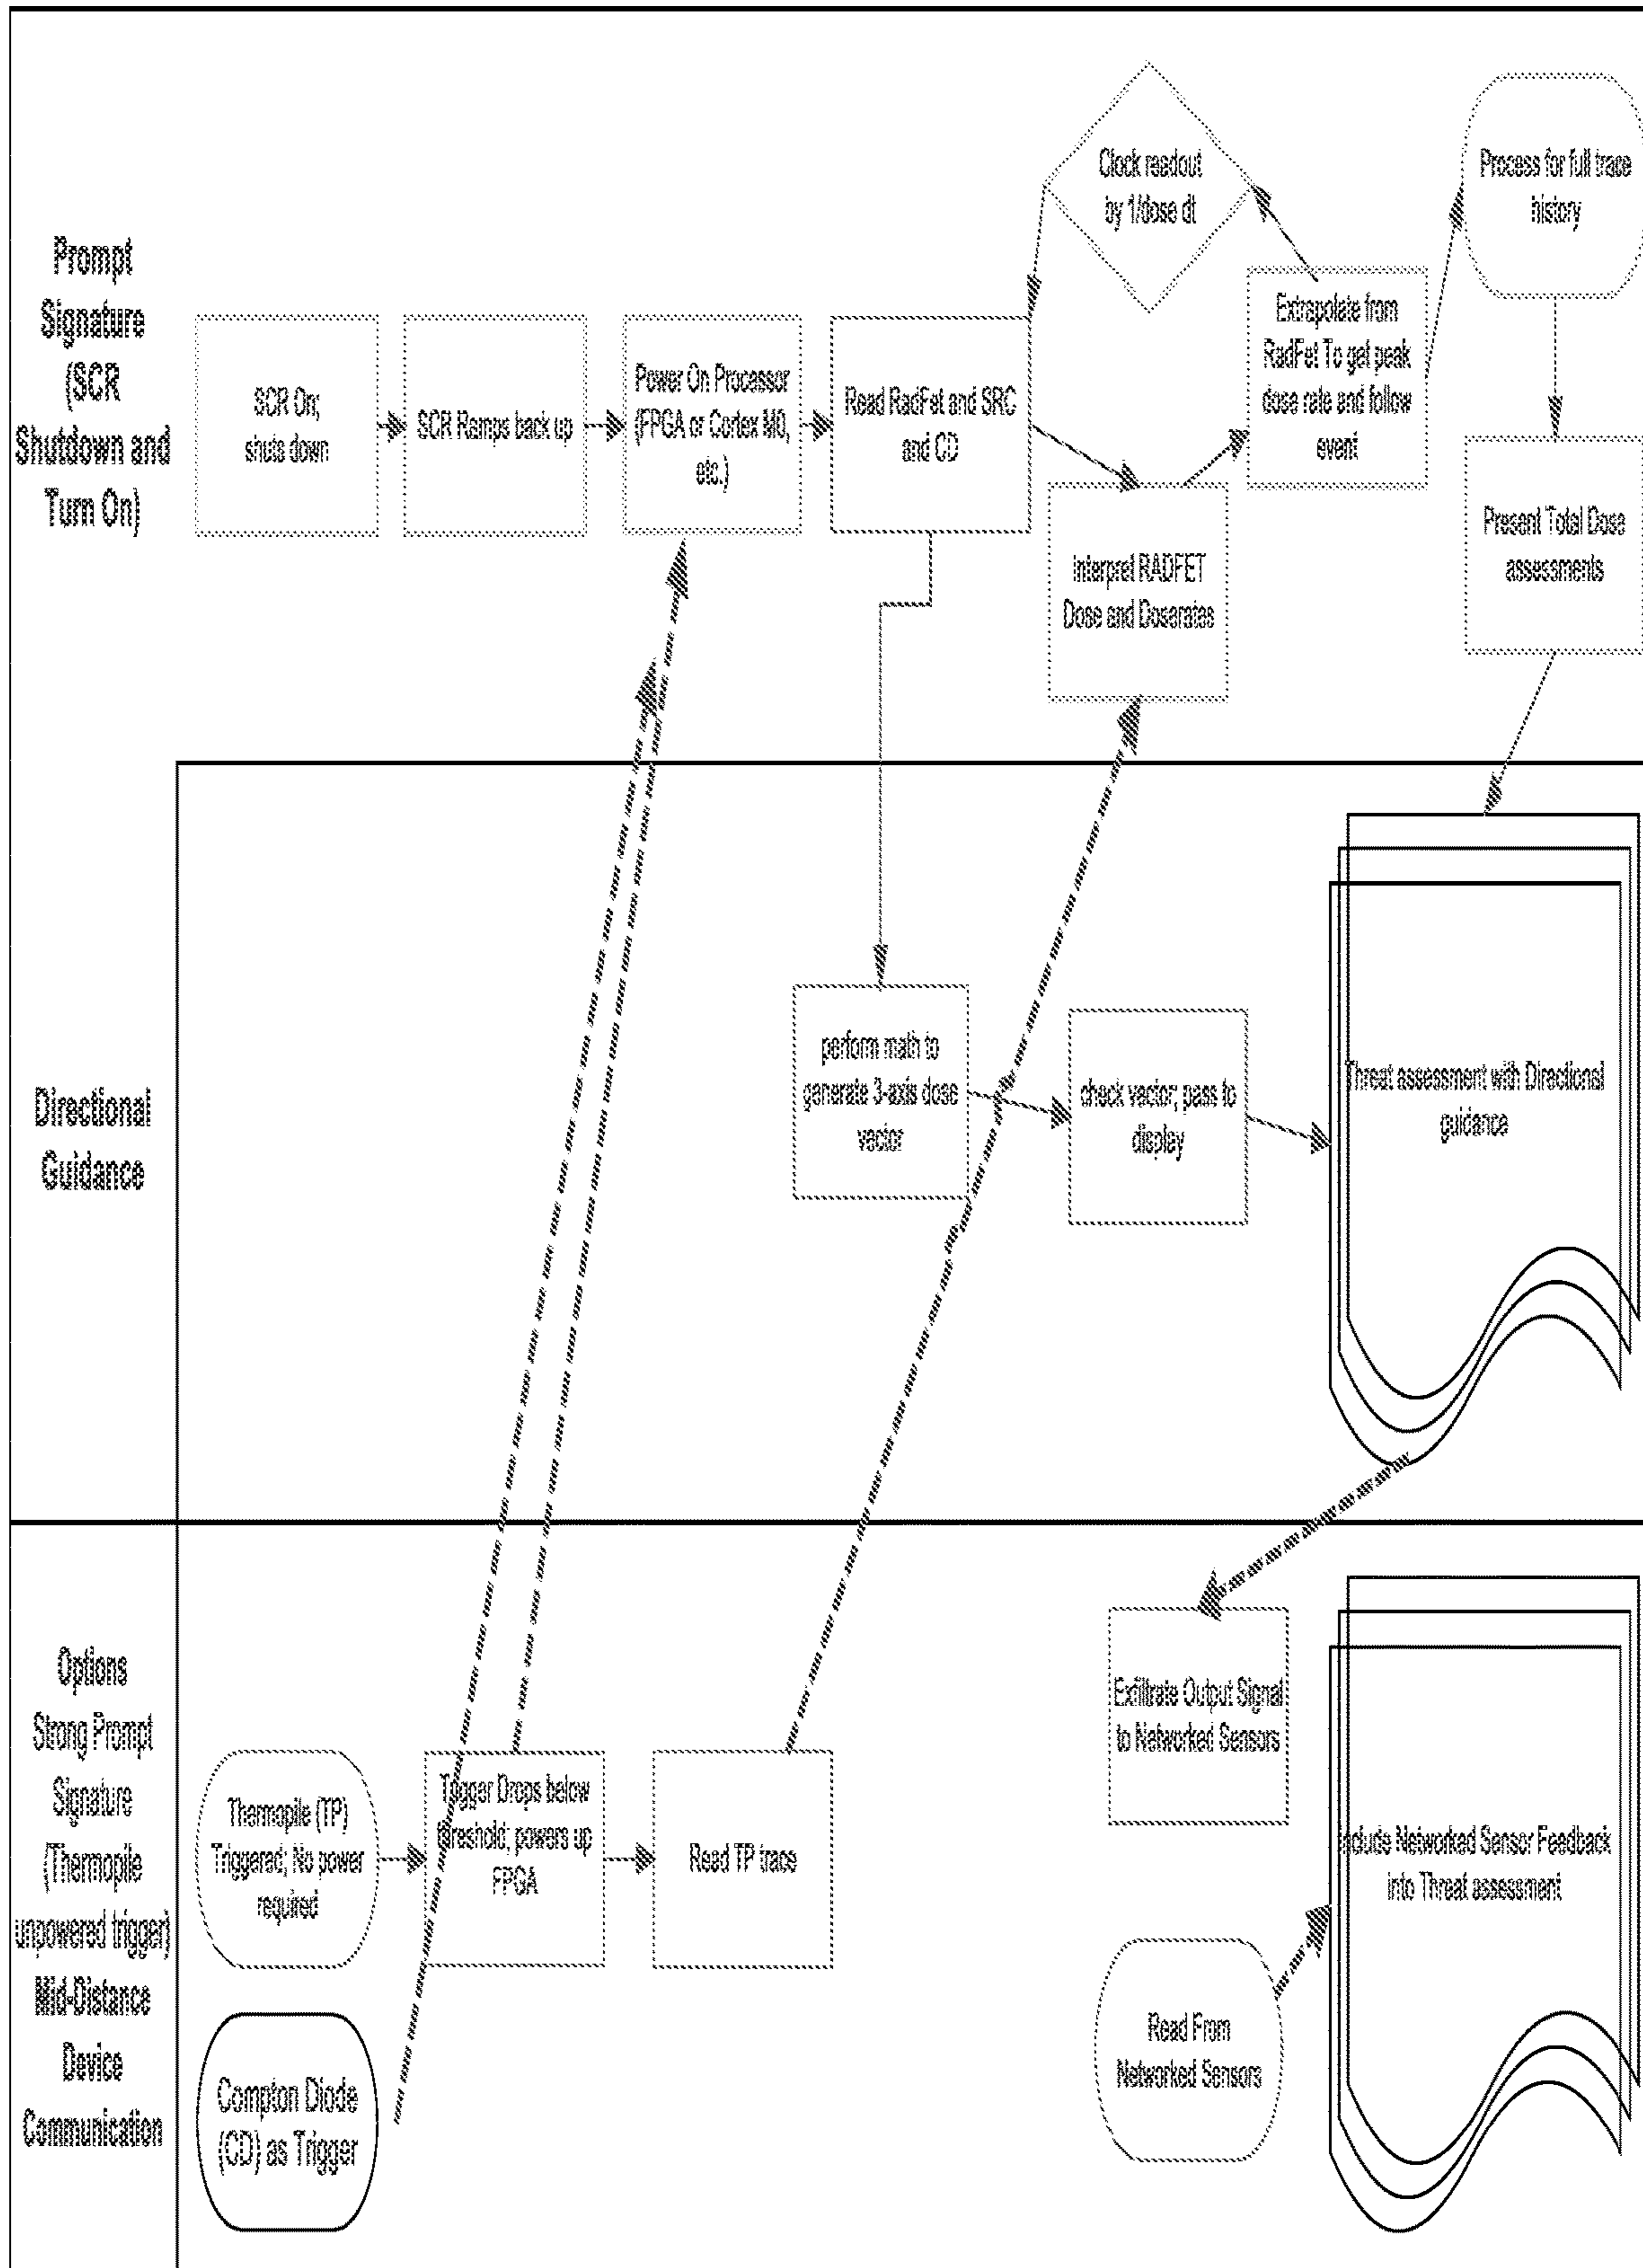 Prompt
Signature
(SCR
Shutdown and
Turn On)
SCR On;
shuts down
SCR Ramps back up
Power On Processor
(FPGA or Cortex M0,
etc.)
Read RadFet and SRC
and CD
Clock readout
by 1/dose dt
Interpret RADFET
Dose and Doserates
Extrapolate from
RadFet To get peak
dose rate and follow
event
Process for full trace
history
Present Total Dose
assessments
Directional
Guidance
perform math to
generate 3-axis dose
vector
check vector; pass to
display
Threat assessment with Directional
guidance
Options
Strong Prompt
Signature
(Thermopile
unpowered trigger)
Mid-Distance
Device
Communication
Thermopile (TP)
Triggered; No power
required
Trigger Drops below
threshold; powers up
FPGA
Read TP trace
Compton Diode
(CD) as Trigger
Exfiltrate Output Signal
to Networked Sensors
Read From
Networked Sensors
Include Networked Sensor Feedback
into Threat assessment